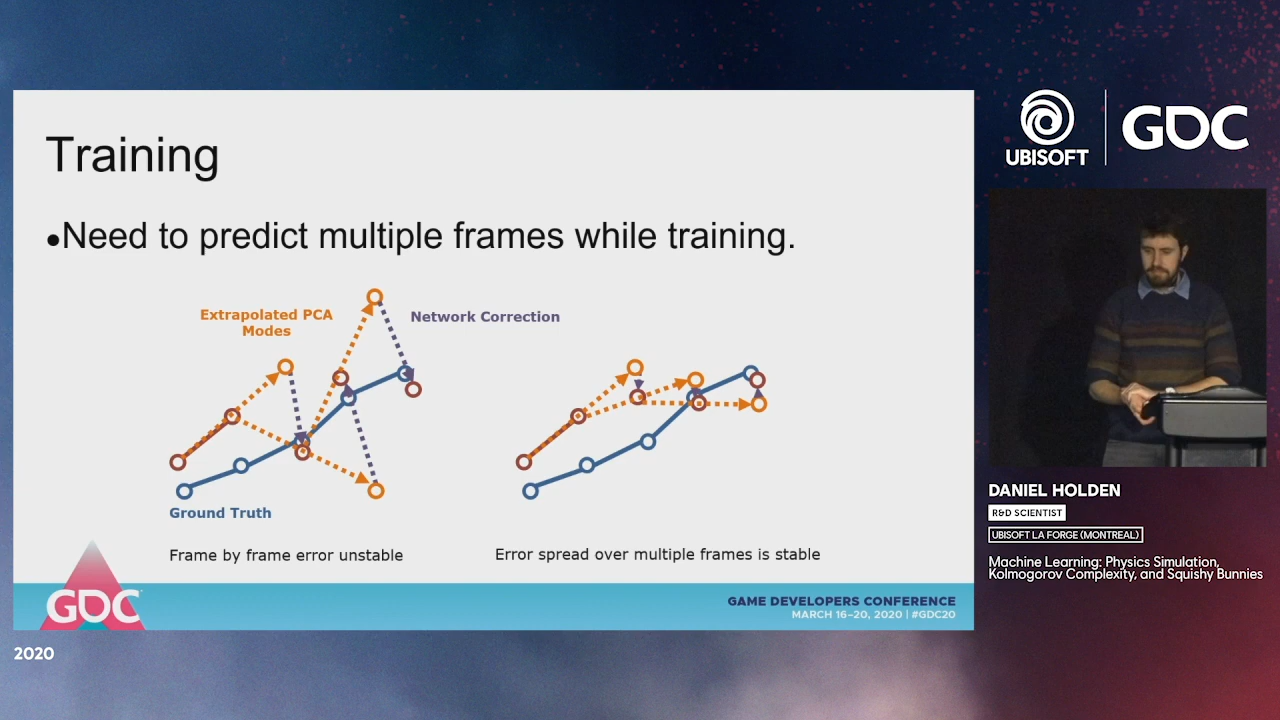 Training
•Need to predict multiple frames while training.
Extrapolated PCA
Modes
Network Correction
Ground Truth
Frame by frame error unstable
Error spread over multiple frames is stable
GDC
GAME DEVELOPERS CONFERENCE
MARCH 16–20, 2020 | #GDC20
2020
UBISOFT
GDC
DANIEL HOLDEN
R&D SCIENTIST
UBISOFT LA FORGE (MONTREAL)
Machine Learning: Physics Simulation,
Kolmogorov Complexity, and Squishy Bunnies